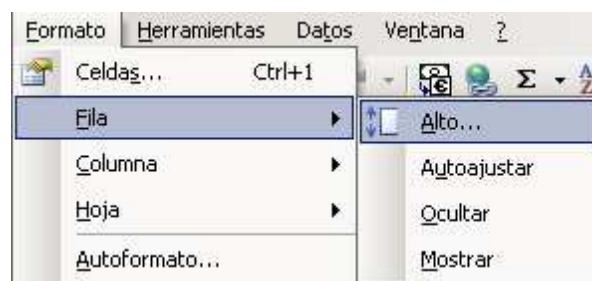 Formato Herramientas Datos Ventana ?
Celdas... Ctrl+1
Fila
Alto...
Columna
Autoajustar
Hoja
Ocultar
Autoformato...
Mostrar